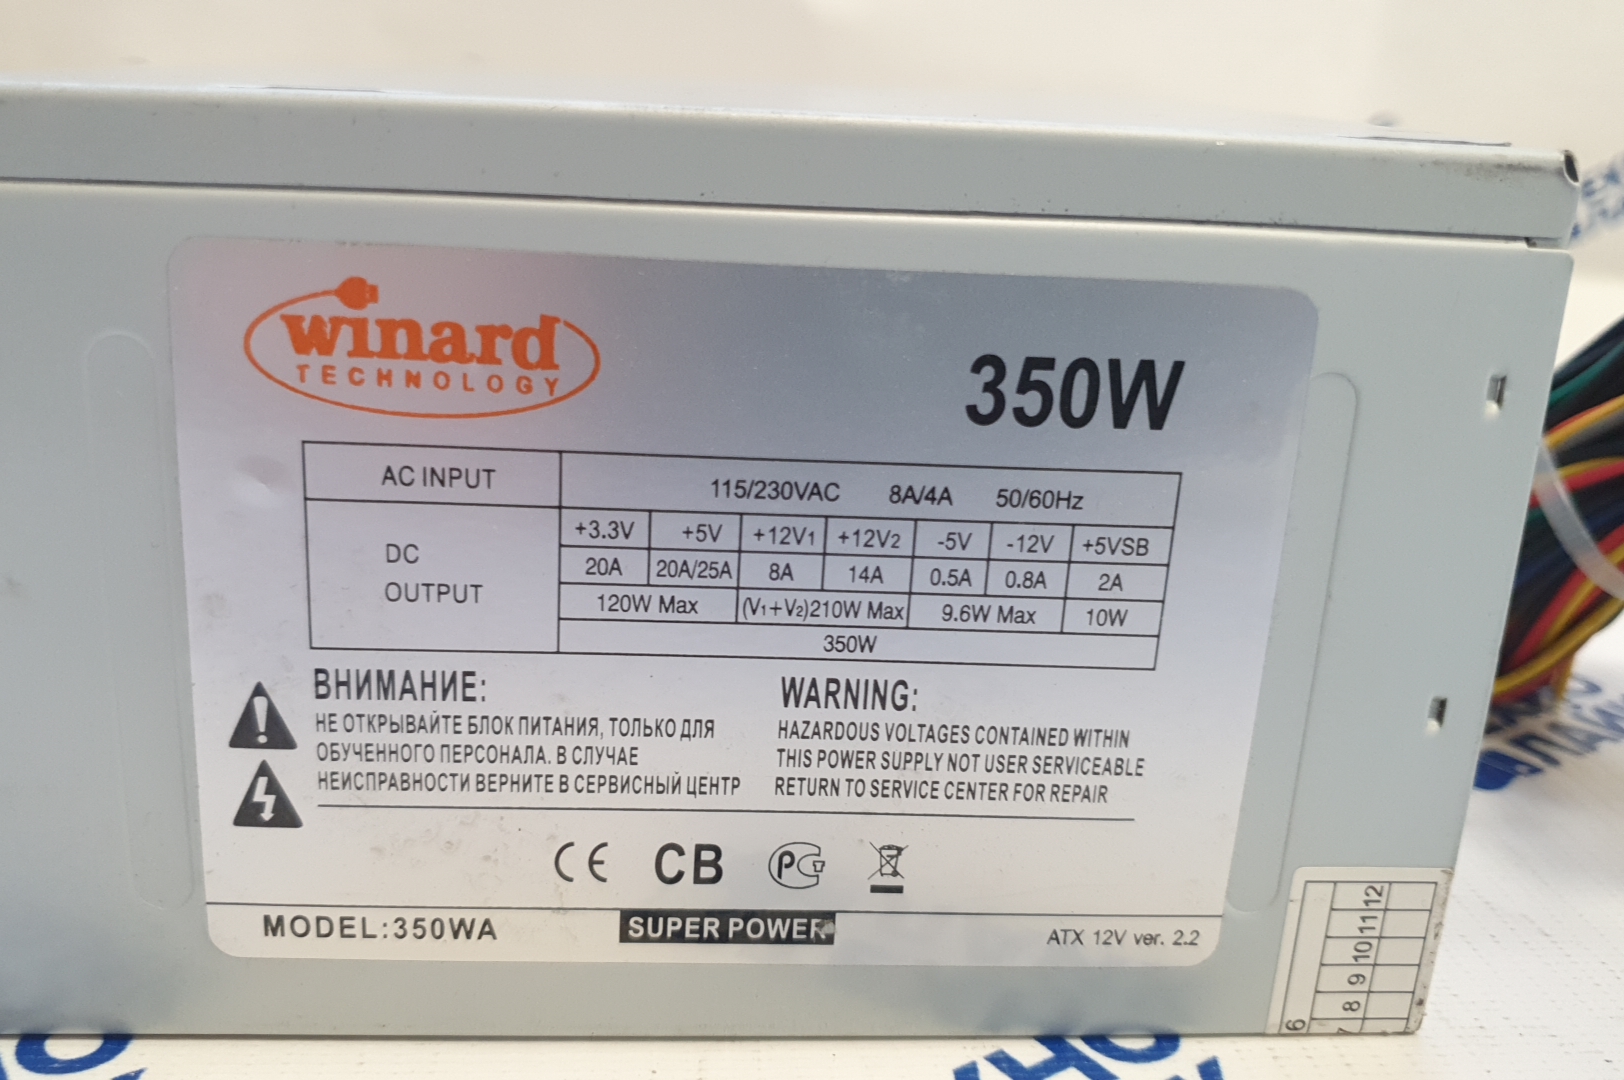 winard
TECHNOLOGY
350W
AC INPUT 115/230VAC 8A/4A 50/60Hz
DC OUTPUT
+3.3V +5V +12V1 +12V2 -5V -12V +5VSB
20A 20A/25A 8A 14A 0.5A 0.8A 2A
120W Max (V1+V2)210W Max 9.6W Max 10W
350W
ВНИМАНИЕ:
НЕ ОТКРЫВАЙТЕ БЛОК ПИТАНИЯ, ТОЛЬКО ДЛЯ
ОБУЧЕННОГО ПЕРСОНАЛА. В СЛУЧАЕ
НЕИСПРАВНОСТИ ВЕРНИТЕ В СЕРВИСНЫЙ ЦЕНТР
WARNING:
HAZARDOUS VOLTAGES CONTAINED WITHIN
THIS POWER SUPPLY NOT USER SERVICEABLE
RETURN TO SERVICE CENTER FOR REPAIR
CE CB РСТ
MODEL:350WA SUPER POWER ATX 12V ver. 2.2
6
7 8 9 10 11 12